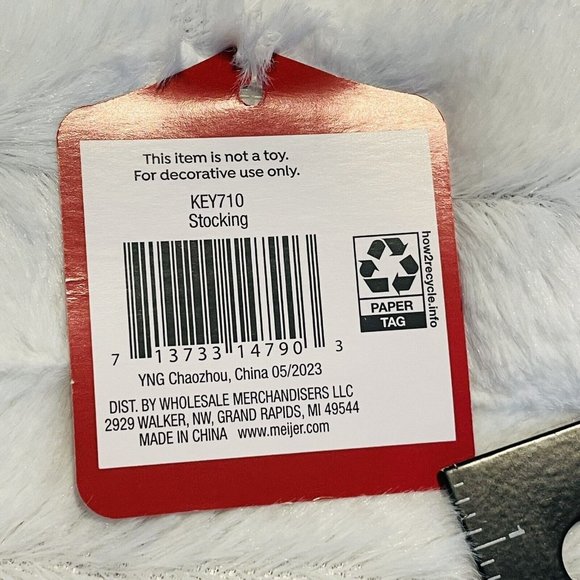 This item is not a toy.
For decorative use only.
KEY710
Stocking
how2recycle.info
PAPER
TAG
7 13733 14790 3
YNG Chaozhou, China 05/2023
DIST. BY WHOLESALE MERCHANDISERS LLC
2929 WALKER, NW, GRAND RAPIDS, MI 49544
MADE IN CHINA www.meijer.com
1